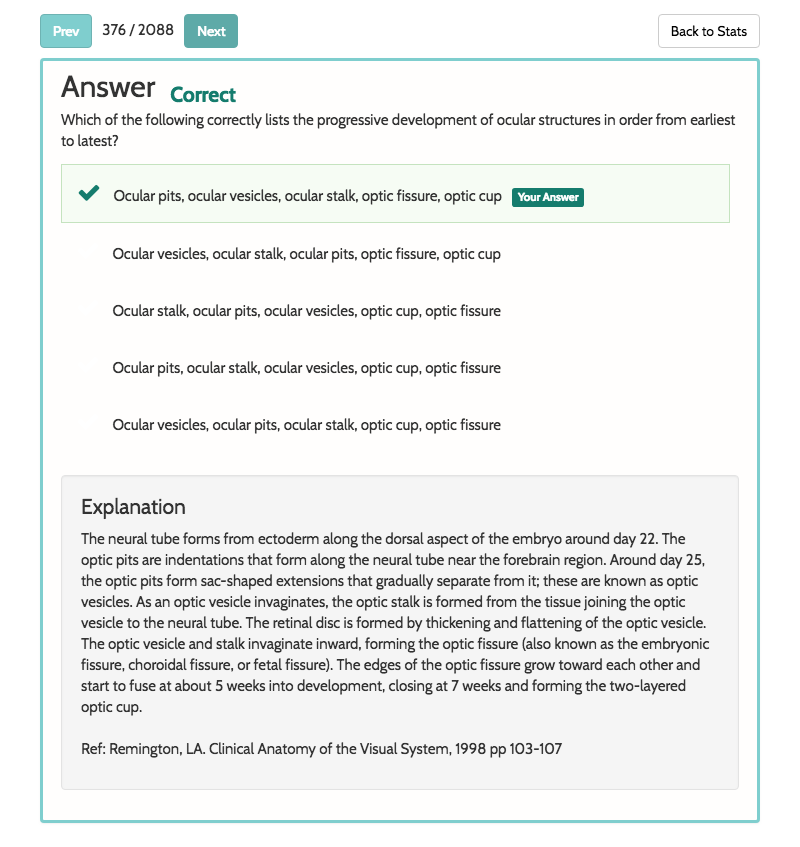 Prev 376 / 2088 Next Back to Stats
Answer Correct
Which of the following correctly lists the progressive development of ocular structures in order from earliest
to latest?
Ocular pits, ocular vesicles, ocular stalk, optic fissure, optic cup Your Answer
Ocular vesicles, ocular stalk, ocular pits, optic fissure, optic cup
Ocular stalk, ocular pits, ocular vesicles, optic cup, optic fissure
Ocular pits, ocular stalk, ocular vesicles, optic cup, optic fissure
Ocular vesicles, ocular pits, ocular stalk, optic cup, optic fissure
Explanation
The neural tube forms from ectoderm along the dorsal aspect of the embryo around day 22. The
optic pits are indentations that form along the neural tube near the forebrain region. Around day 25,
the optic pits form sac-shaped extensions that gradually separate from it; these are known as optic
vesicles. As an optic vesicle invaginates, the optic stalk is formed from the tissue joining the optic
vesicle to the neural tube. The retinal disc is formed by thickening and flattening of the optic vesicle.
The optic vesicle and stalk invaginate inward, forming the optic fissure (also known as the embryonic
fissure, choroidal fissure, or fetal fissure). The edges of the optic fissure grow toward each other and
start to fuse at about 5 weeks into development, closing at 7 weeks and forming the two-layered
optic cup.
Ref: Remington, LA. Clinical Anatomy of the Visual System, 1998 pp 103-107